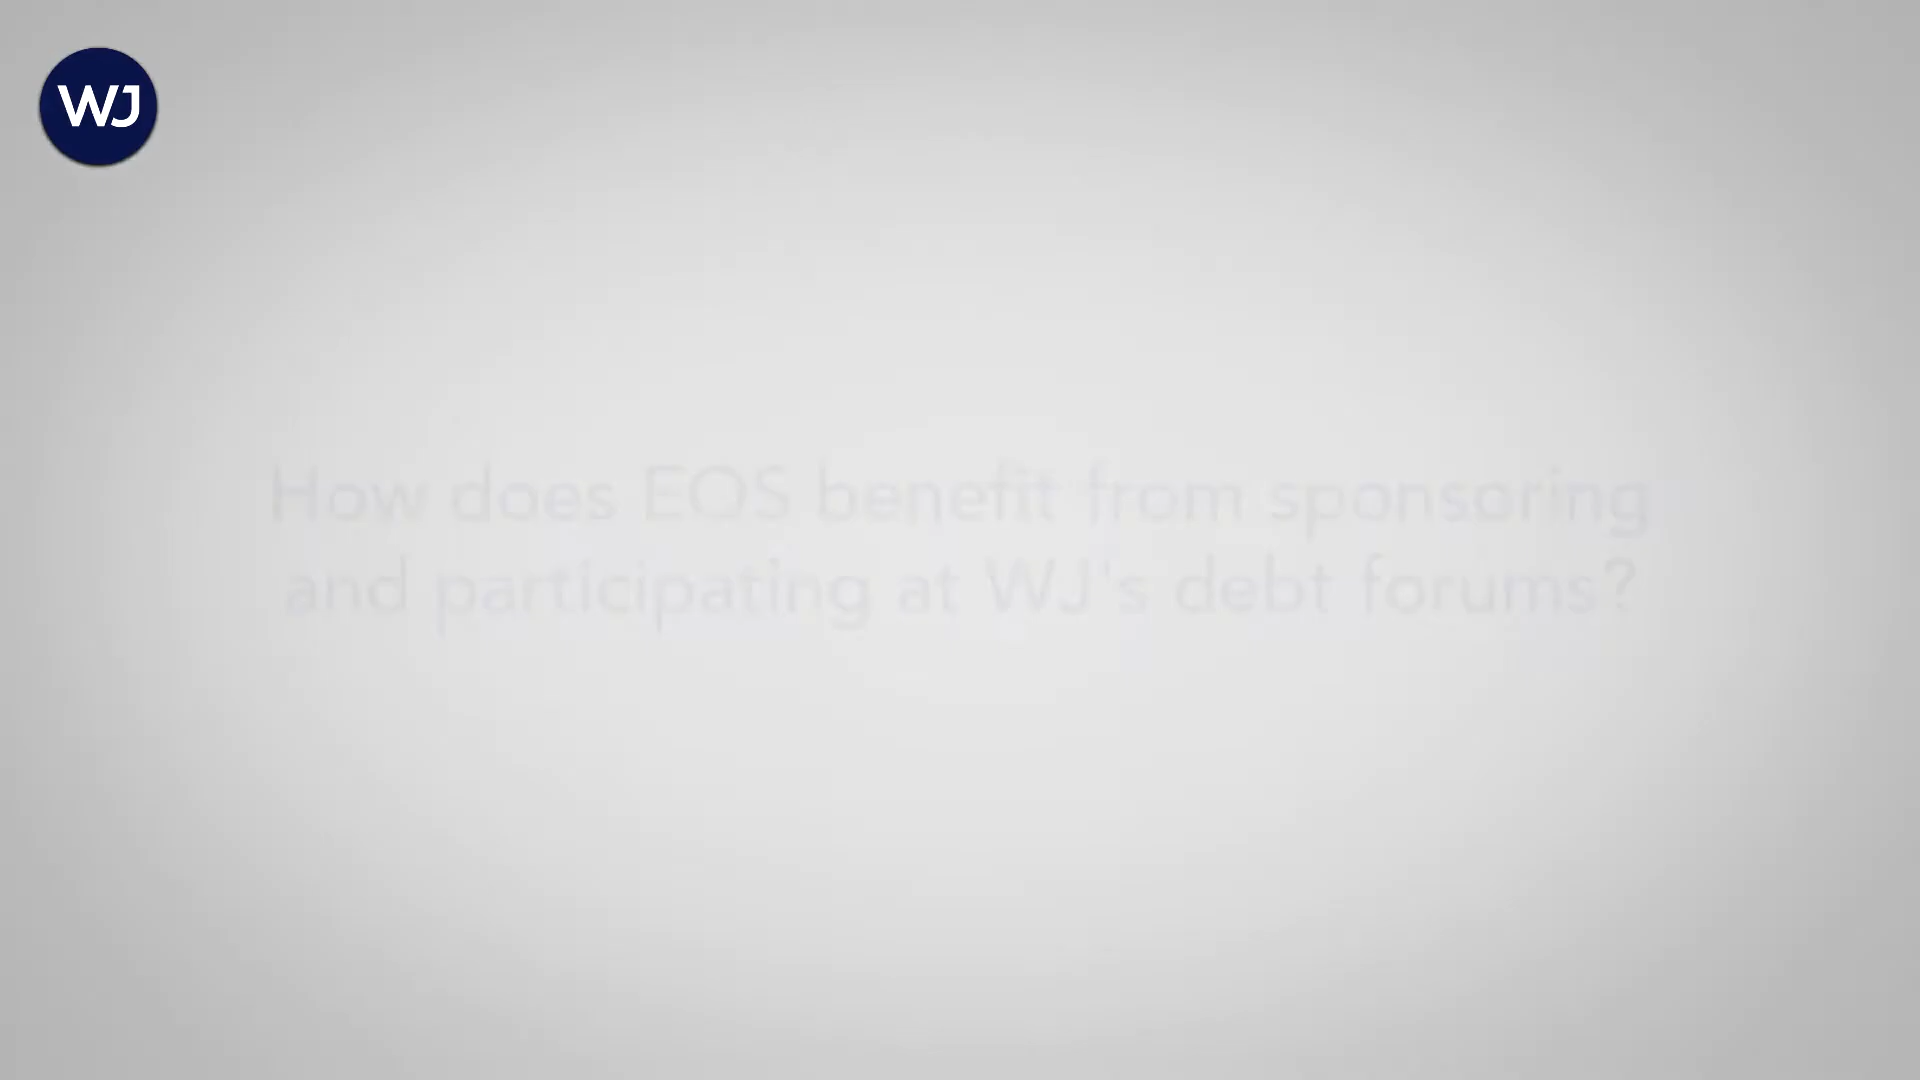 WJ
How does EOS benefit from sponsoring
and participating at WJ's debt forums?